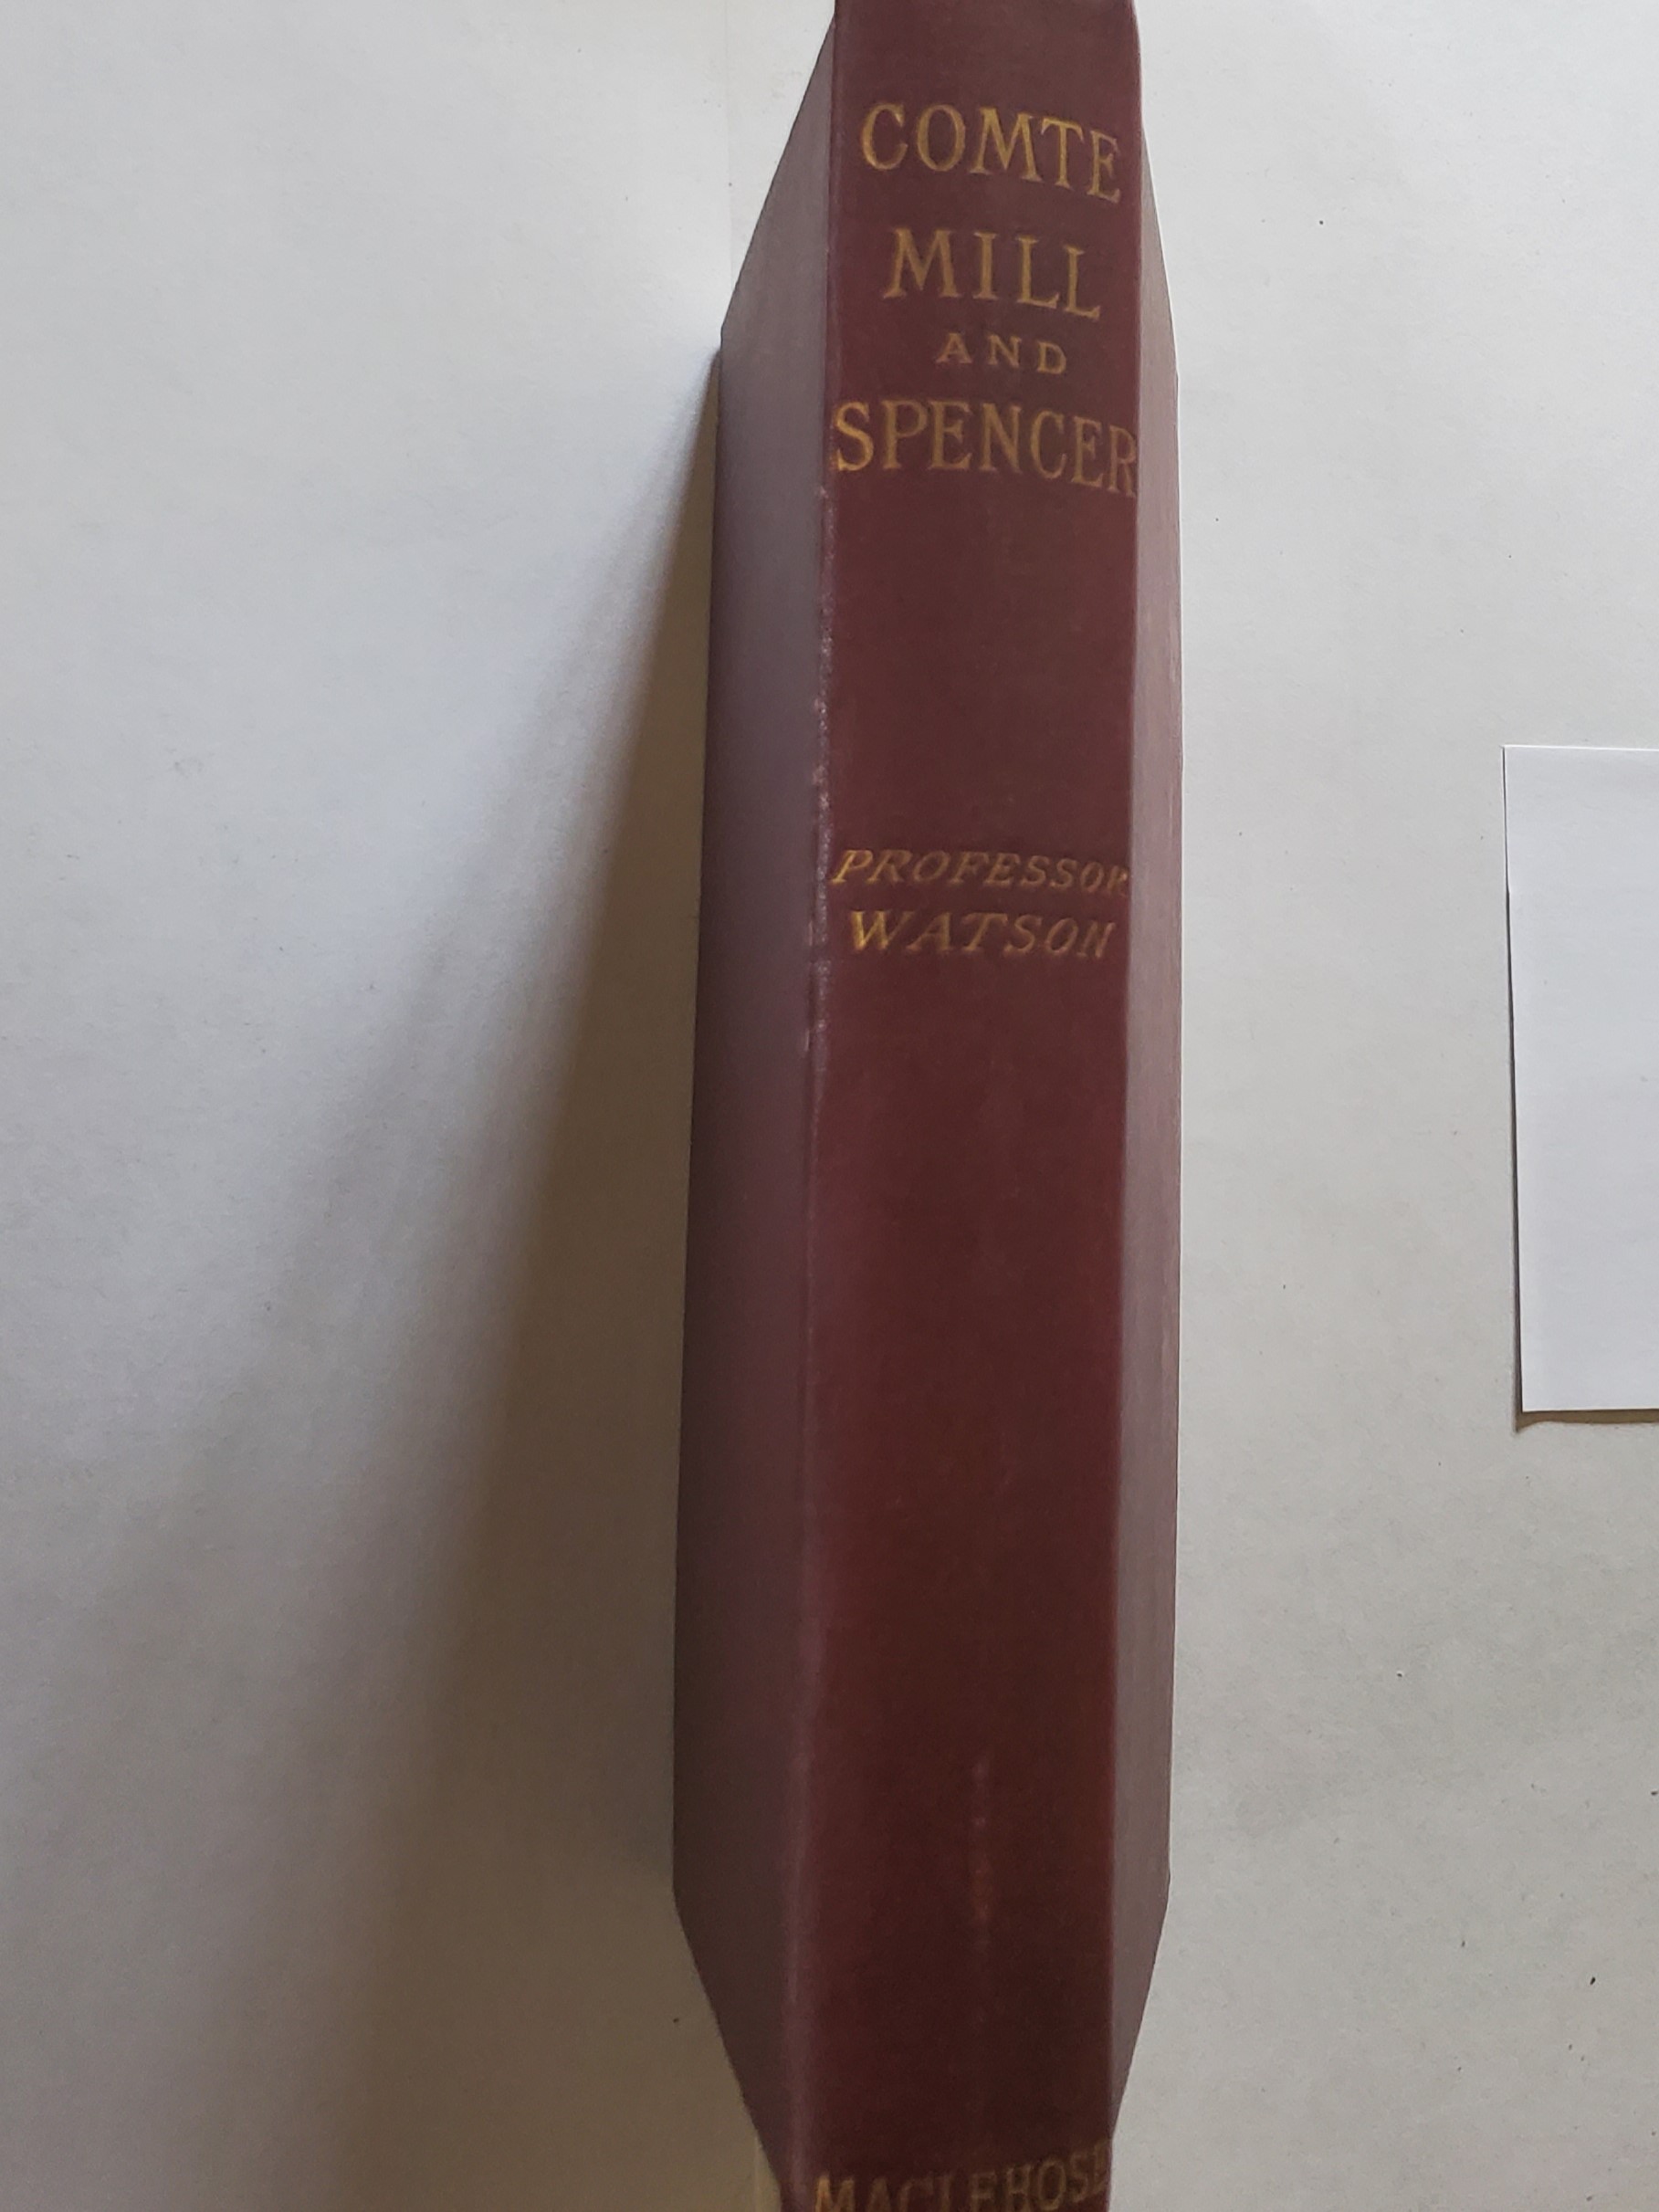 COMTE
MILL
AND
SPENCER
PROFESSOR
WATSON
MACLEHOSE